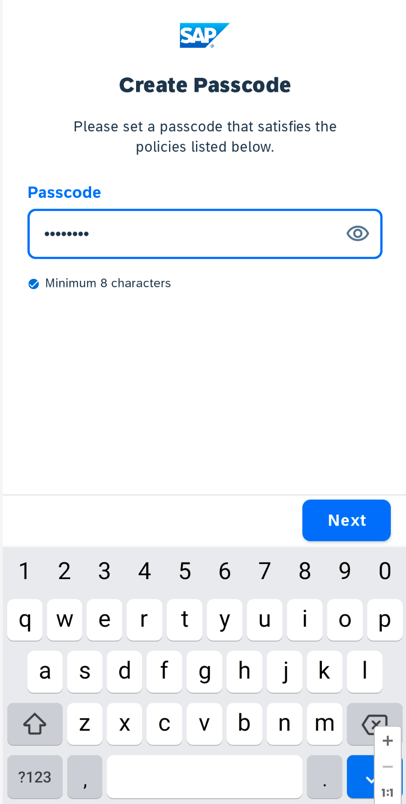 SAP
Create Passcode
Please set a passcode that satisfies the
policies listed below.
Passcode
••••••••
Minimum 8 characters
Next
1 2 3 4 5 6 7 8 9 0
q w e r t y u i o p
a s d f g h j k l
z x c v b n m
?123 , .
1:1